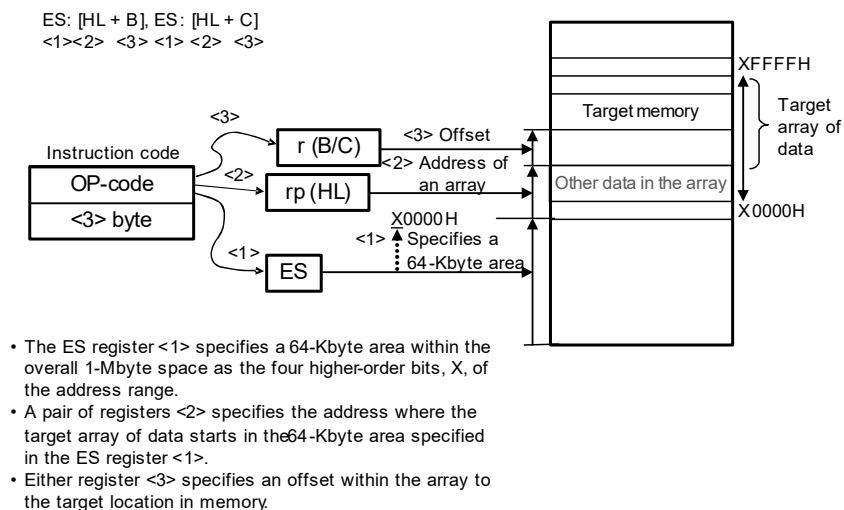 ES: [HL + B], ES: [HL + C]
<1><2> <3> <1> <2> <3>
XFFFFH
<3>
Target memory
Target
array of
data
r (B/C)
<3> Offset
Instruction code
<2> Address of
an array
OP-code
<2>
rp (HL)
Other data in the array
<3> byte
X0000H
X0000H
<1> Specifies a
64-Kbyte area
<1>
ES
• The ES register <1> specifies a 64-Kbyte area within the
overall 1-Mbyte space as the four higher-order bits, X, of
the address range.
• A pair of registers <2> specifies the address where the
target array of data starts in the64-Kbyte area specified
in the ES register <1>.
• Either register <3> specifies an offset within the array to
the target location in memory.